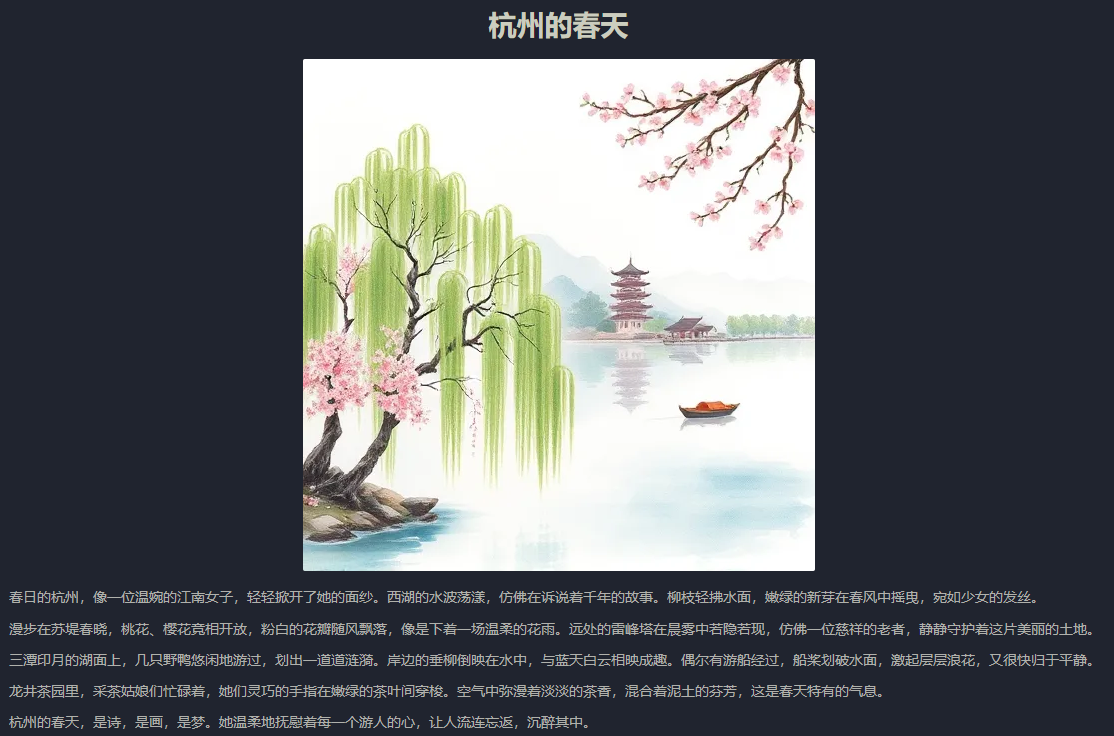 杭州的春天
春日的杭州，像一位温婉的江南女子，轻轻掀开了她的面纱。西湖的水波荡漾，仿佛在诉说着千年的故事。柳枝轻拂水面，嫩绿的新芽在春风中摇曳，宛如少女的发丝。
漫步在苏堤春晓，桃花、樱花竞相开放，粉白的花瓣随风飘落，像是下着一场温柔的花雨。远处的雷峰塔在晨雾中若隐若现，仿佛一位慈祥的老者，静静守护着这片美丽的土地。
三潭印月的湖面上，几只野鸭悠闲地游过，划出一道道涟漪。岸边的垂柳倒映在水中，与蓝天白云相映成趣。偶尔有游船经过，船桨划破水面，激起层层浪花，又很快归于平静。
龙井茶园里，采茶姑娘们忙碌着，她们灵巧的手指在嫩绿的茶叶间穿梭。空气中弥漫着淡淡的茶香，混合着泥土的芬芳，这是春天特有的气息。
杭州的春天，是诗，是画，是梦。她温柔地抚慰着每一个游人的心，让人流连忘返，沉醉其中。